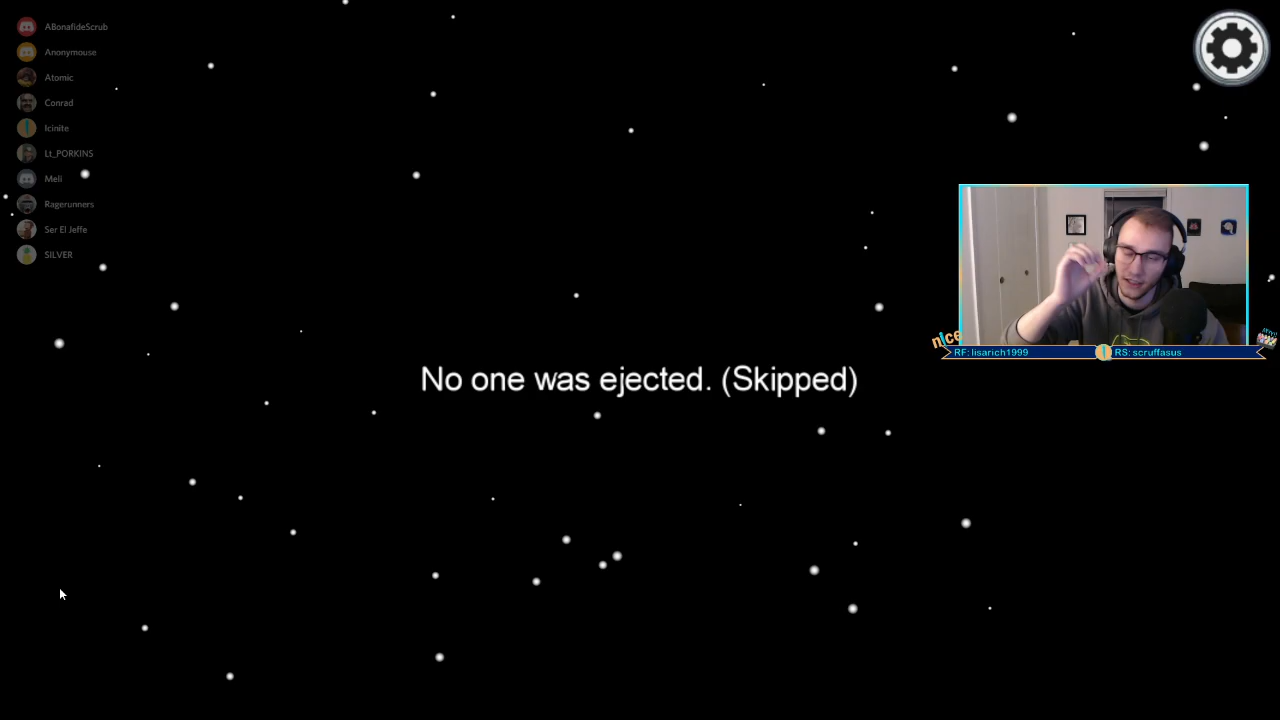 ABonafideScrub
Anonymouse
Atomic
Conrad
Icinite
Lt_PORKINS
Meli
Ragerunners
Ser El Jeffe
SILVER
nice
RF: lisarich1999
RS: scruffasus
No one was ejected. (Skipped)